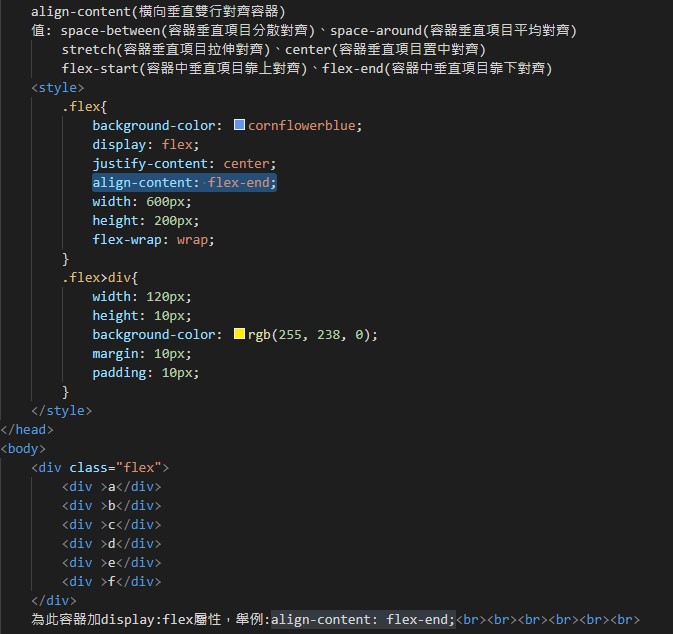 align-content(橫向垂直雙行對齊容器)
值: space-between(容器垂直項目分散對齊)、space-around(容器垂直項目平均對齊)
stretch(容器垂直項目拉伸對齊)、center(容器垂直項目置中對齊)
flex-start(容器中垂直項目靠上對齊)、flex-end(容器中垂直項目靠下對齊)
<style>
.flex{
background-color: cornflowerblue;
display: flex;
justify-content: center;
align-content: flex-end;
width: 600px;
height: 200px;
flex-wrap: wrap;
}
.flex>div{
width: 120px;
height: 10px;
background-color: rgb(255, 238, 0);
margin: 10px;
padding: 10px;
}
</style>
</head>
<body>
<div class="flex">
<div >a</div>
<div >b</div>
<div >c</div>
<div >d</div>
<div >e</div>
<div >f</div>
</div>
為此容器加display:flex屬性，舉例:align-content: flex-end;<br><br><br><br><br><br>